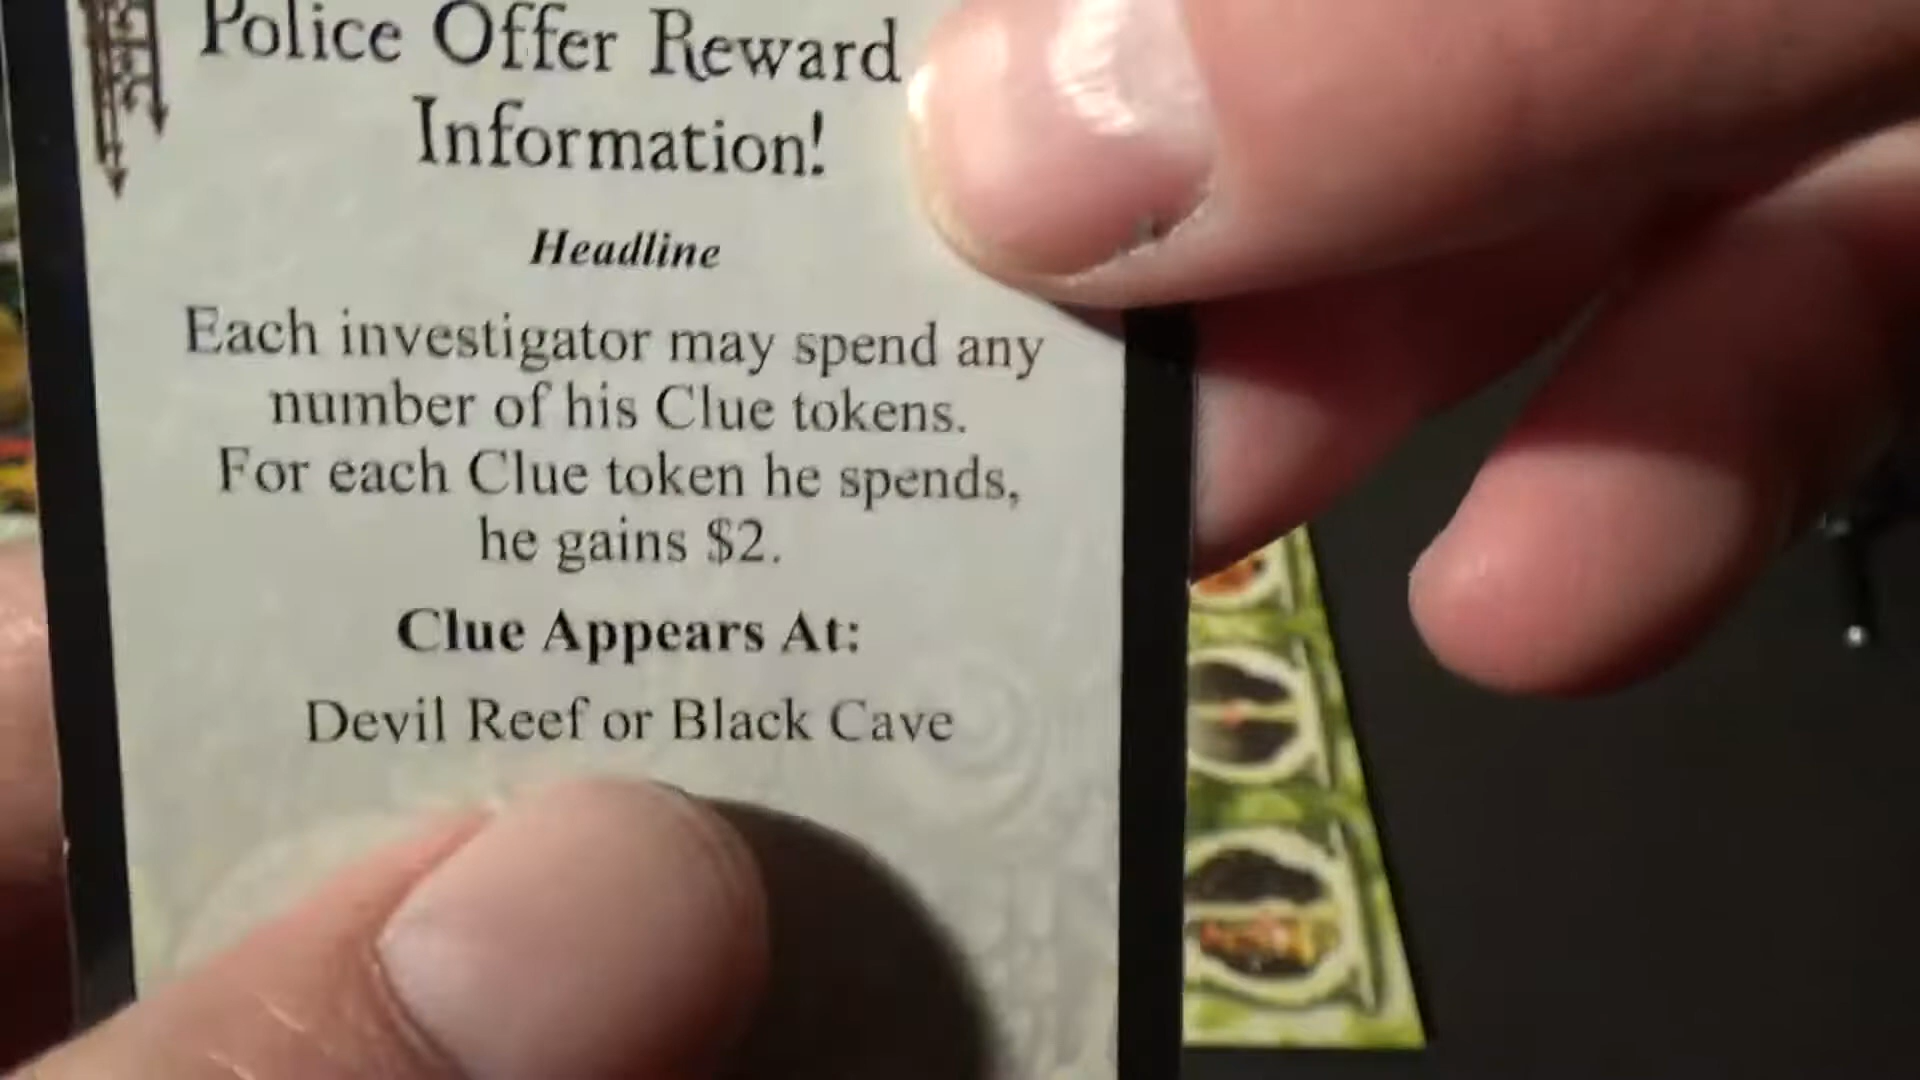 Police Offer Reward
Information!
Headline
Each investigator may spend any
number of his Clue tokens.
For each Clue token he spends,
he gains $2.
Clue Appears At:
Devil Reef or Black Cave